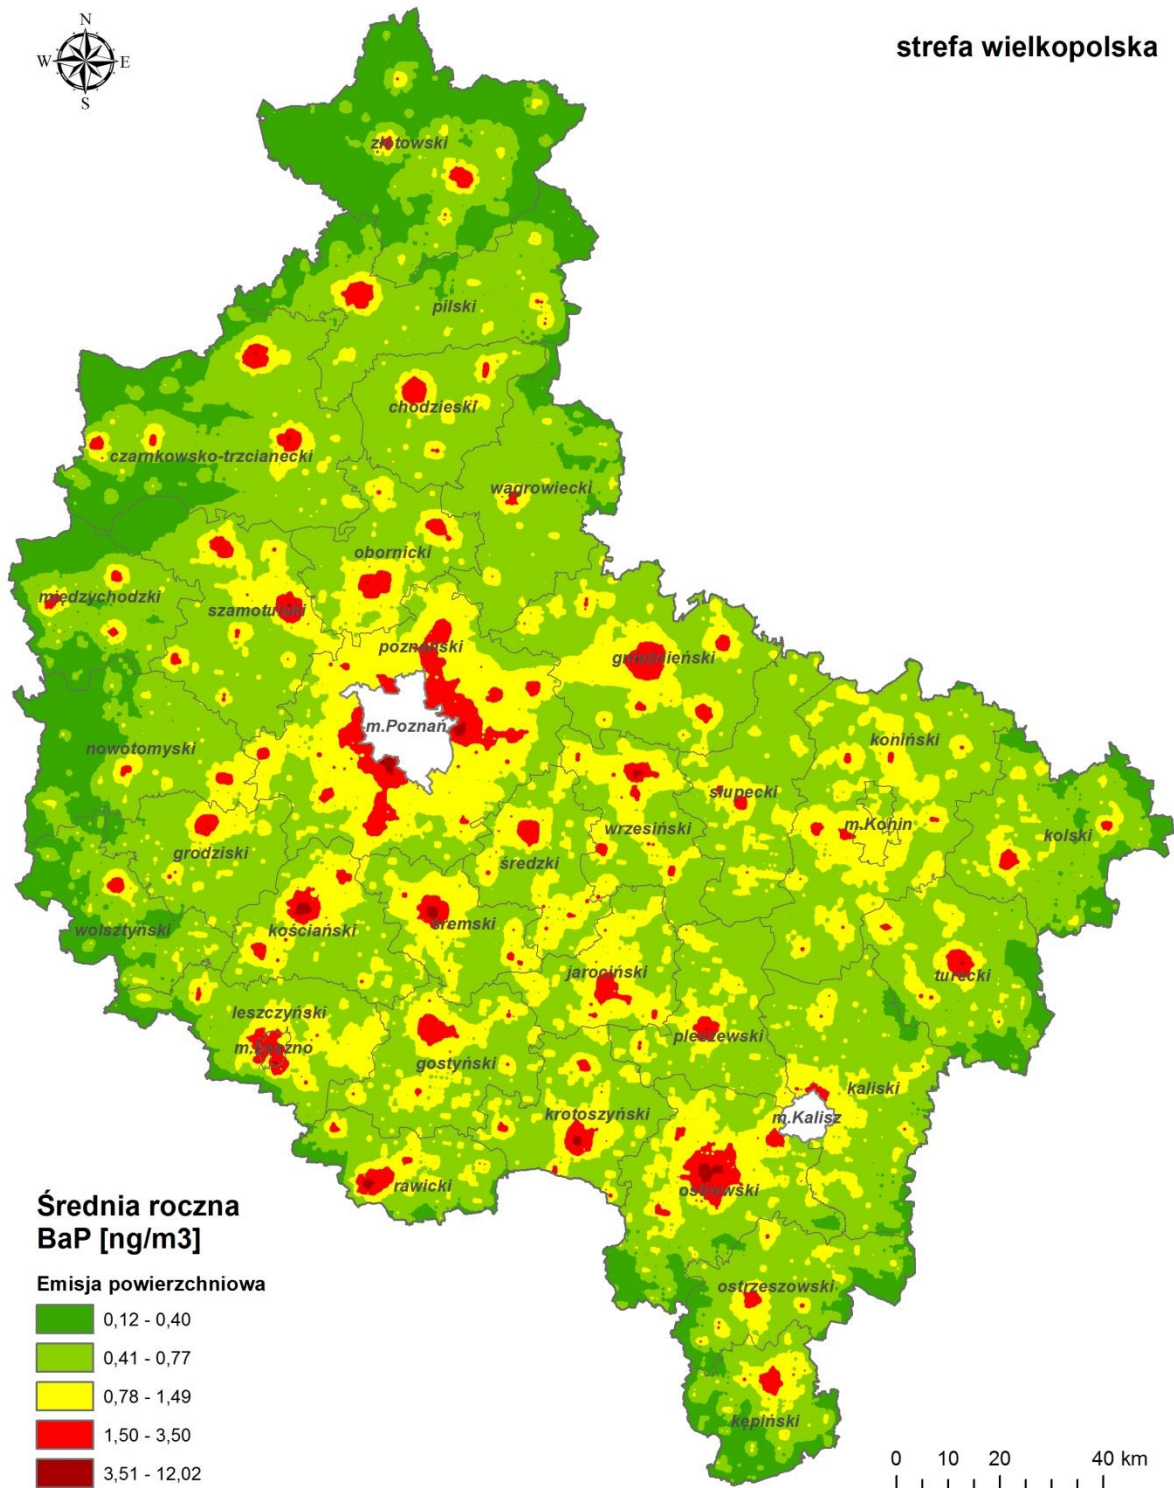 N
W E
S
strefa wielkopolska
złotowski
pilski
chodzieski
czarnkowsko-trzcianecki
wągrowiecki
obornicki
międzychodzki
szamotulski
poznański
gnieźnieński
m.Poznań
nowotomyski
koniński
słupecki
m.Konin
wrzesiński
kolski
grodziski
średzki
wolsztyński
kościański
śremski
jarociński
turecki
leszczyński
m.Leszno
pleszewski
gostyński
kaliski
krotoszyński
m.Kalisz
rawicki
ostrowski
ostrzeszowski
kępiński
Średnia roczna
BaP [ng/m3]
Emisja powierzchniowa
0,12 - 0,40
0,41 - 0,77
0,78 - 1,49
1,50 - 3,50
3,51 - 12,02
0 10 20 40 km